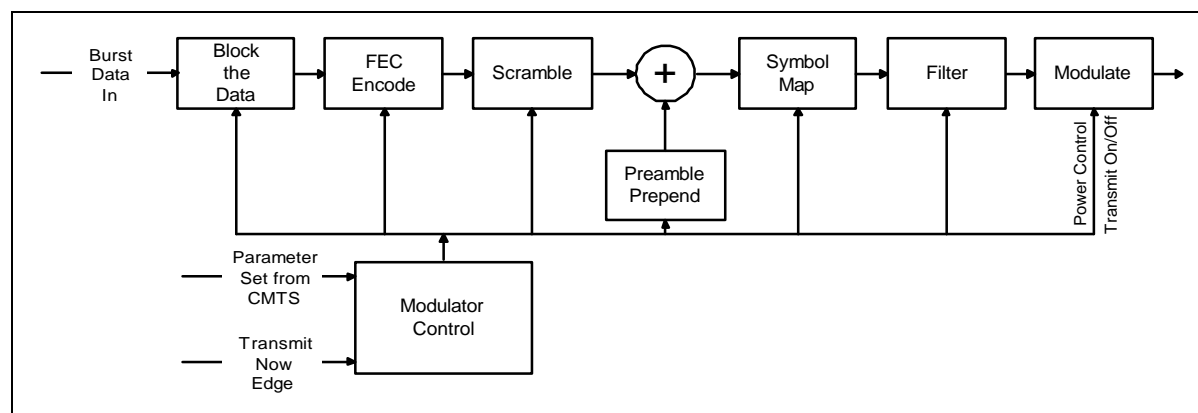 Burst
Data
In
Block
the
Data
FEC
Encode
Scramble
+
Symbol
Map
Filter
Modulate
Preamble
Prepend
Power Control
Transmit On/Off
Parameter
Set from
CMTS
Modulator
Control
Transmit
Now
Edge